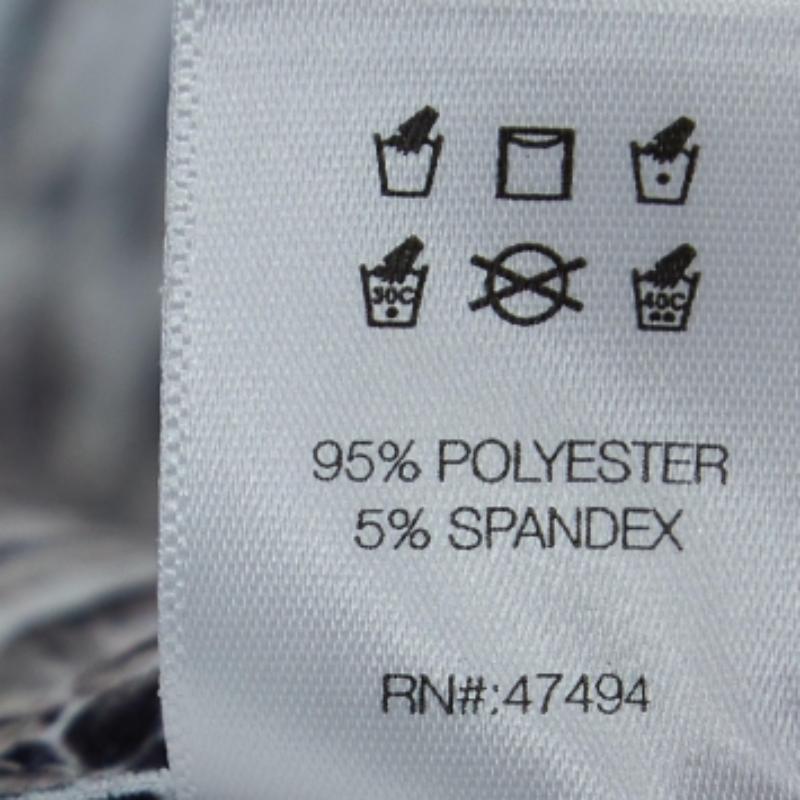 30C 40C
95% POLYESTER
5% SPANDEX
RN#:47494